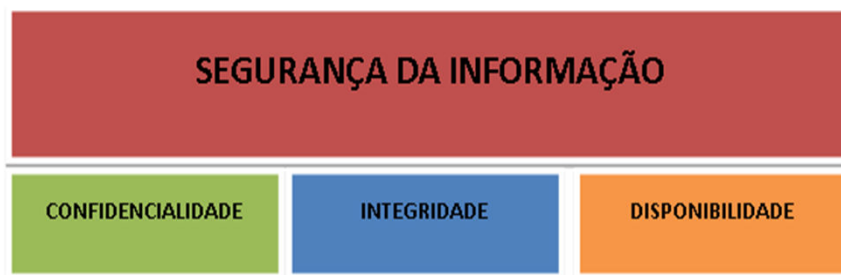 SEGURANÇA DA INFORMAÇÃO
CONFIDENCIALIDADE
INTEGRIDADE
DISPONIBILIDADE